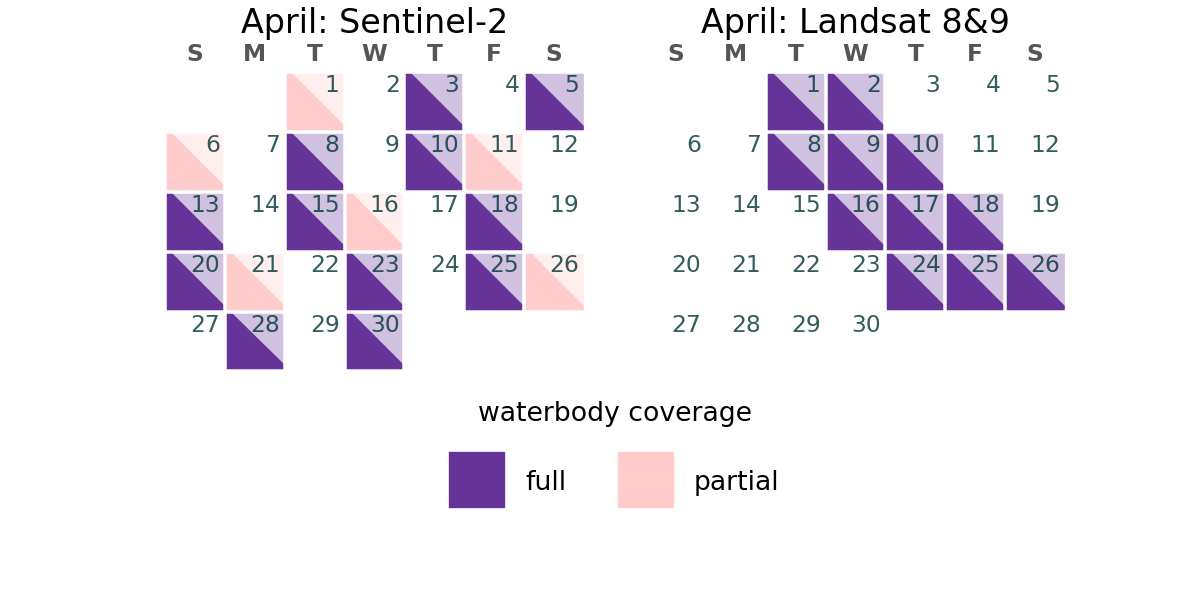 April: Sentinel-2
S M T W T F S
1 2 3 4 5
6 7 8 9 10 11 12
13 14 15 16 17 18 19
20 21 22 23 24 25 26
27 28 29 30
April: Landsat 8&9
S M T W T F S
1 2 3 4 5
6 7 8 9 10 11 12
13 14 15 16 17 18 19
20 21 22 23 24 25 26
27 28 29 30
waterbody coverage
full
partial